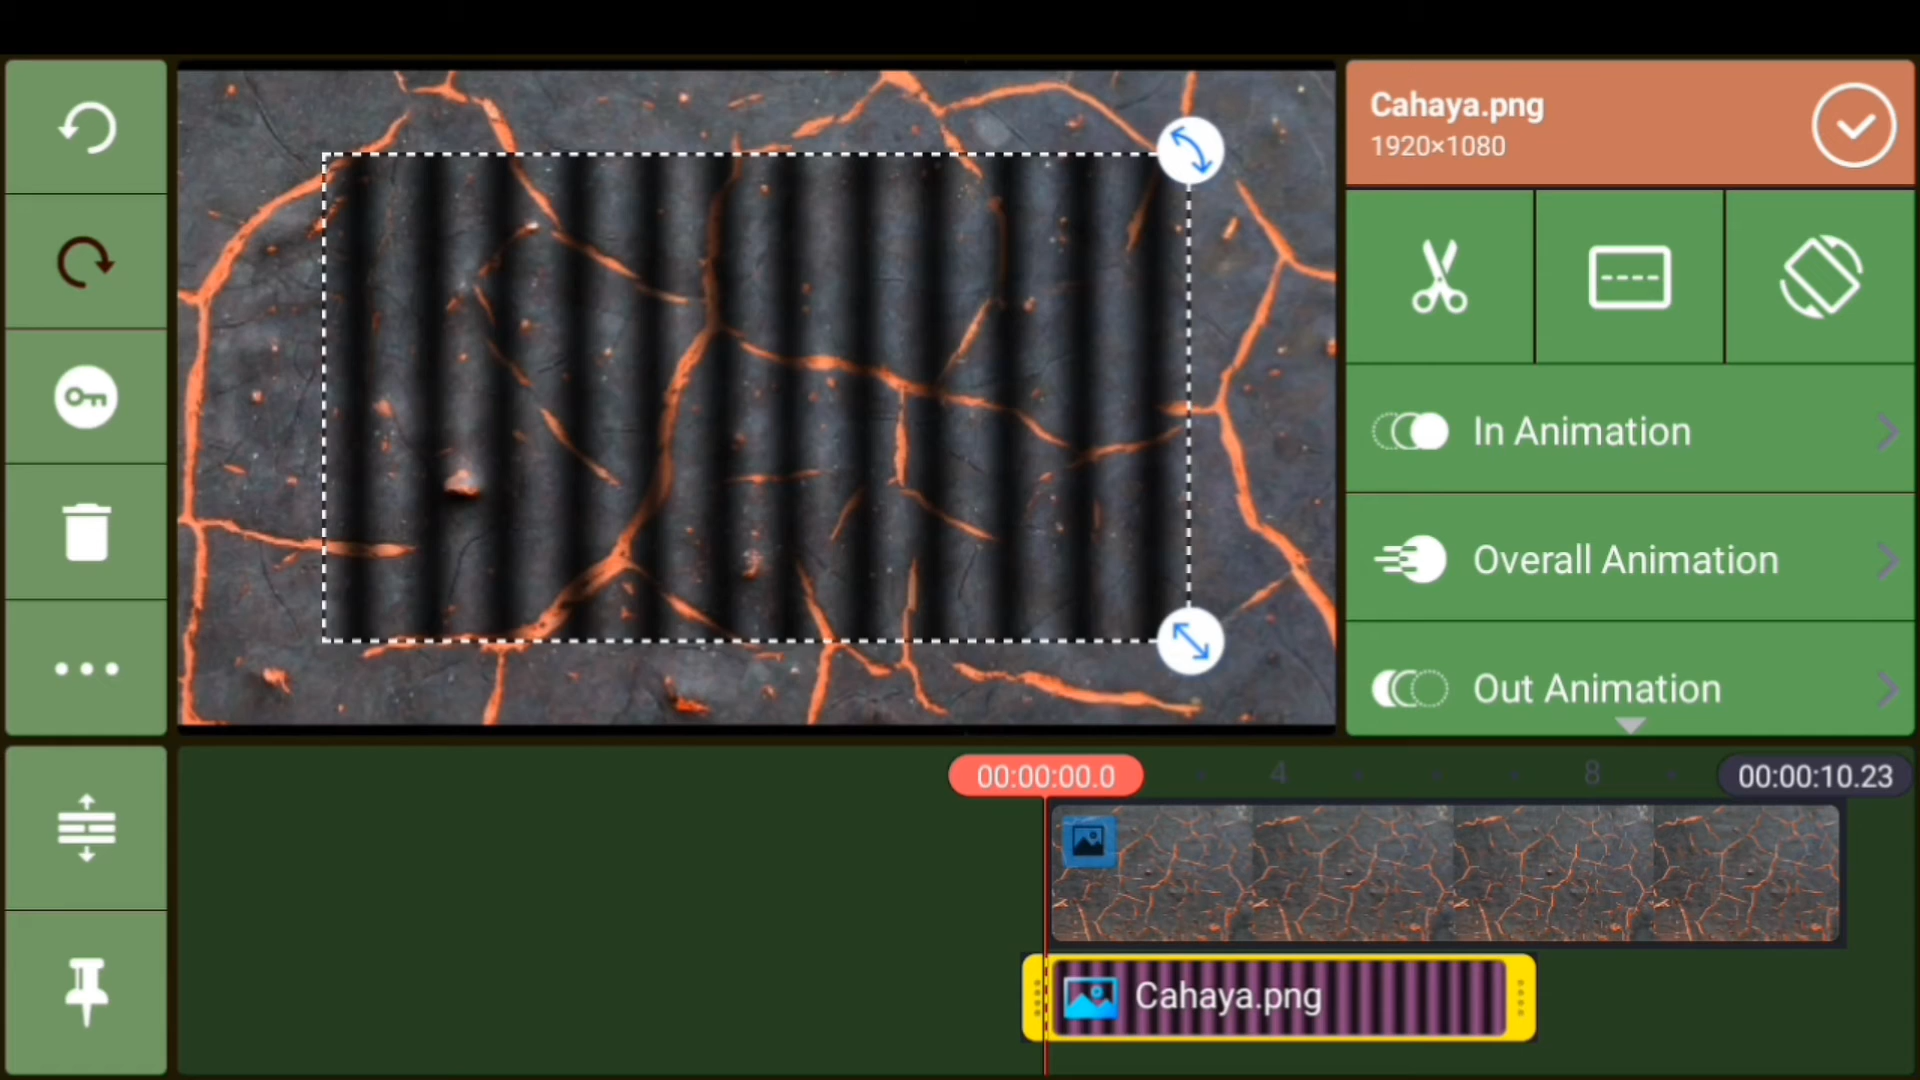 Cahaya.png
1920×1080
In Animation
Overall Animation
Out Animation
00:00:00.0
4
8
00:00:10.23
Cahaya.png